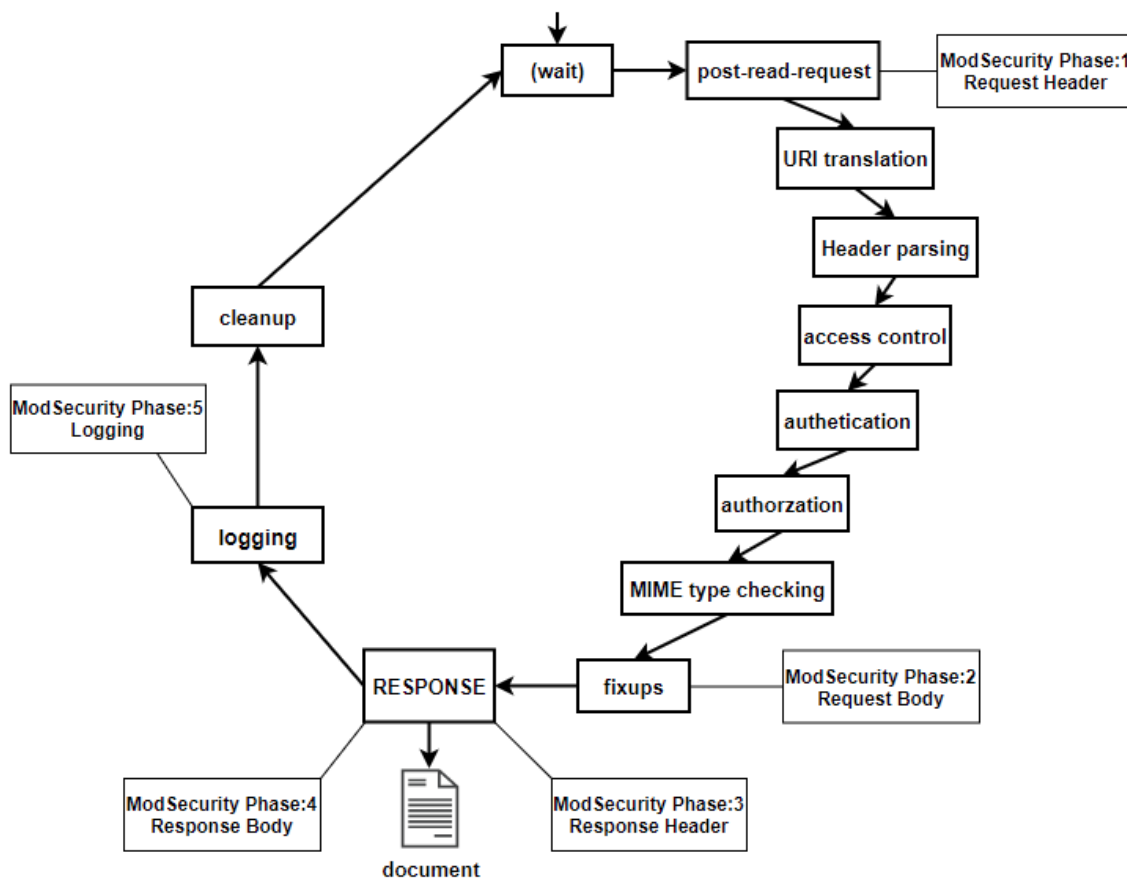 (wait)
post-read-request
ModSecurity Phase:1
Request Header
URI translation
Header parsing
access control
authetication
authorzation
MIME type checking
fixups
ModSecurity Phase:2
Request Body
RESPONSE
ModSecurity Phase:3
Response Header
document
ModSecurity Phase:4
Response Body
logging
ModSecurity Phase:5
Logging
cleanup